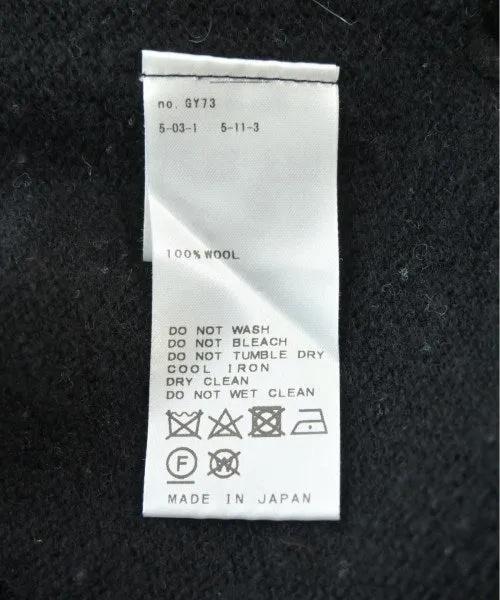 no. GY73
5-03-1 5-11-3
100% WOOL
DO NOT WASH
DO NOT BLEACH
DO NOT TUMBLE DRY
COOL IRON
DRY CLEAN
DO NOT WET CLEAN
F W
MADE IN JAPAN